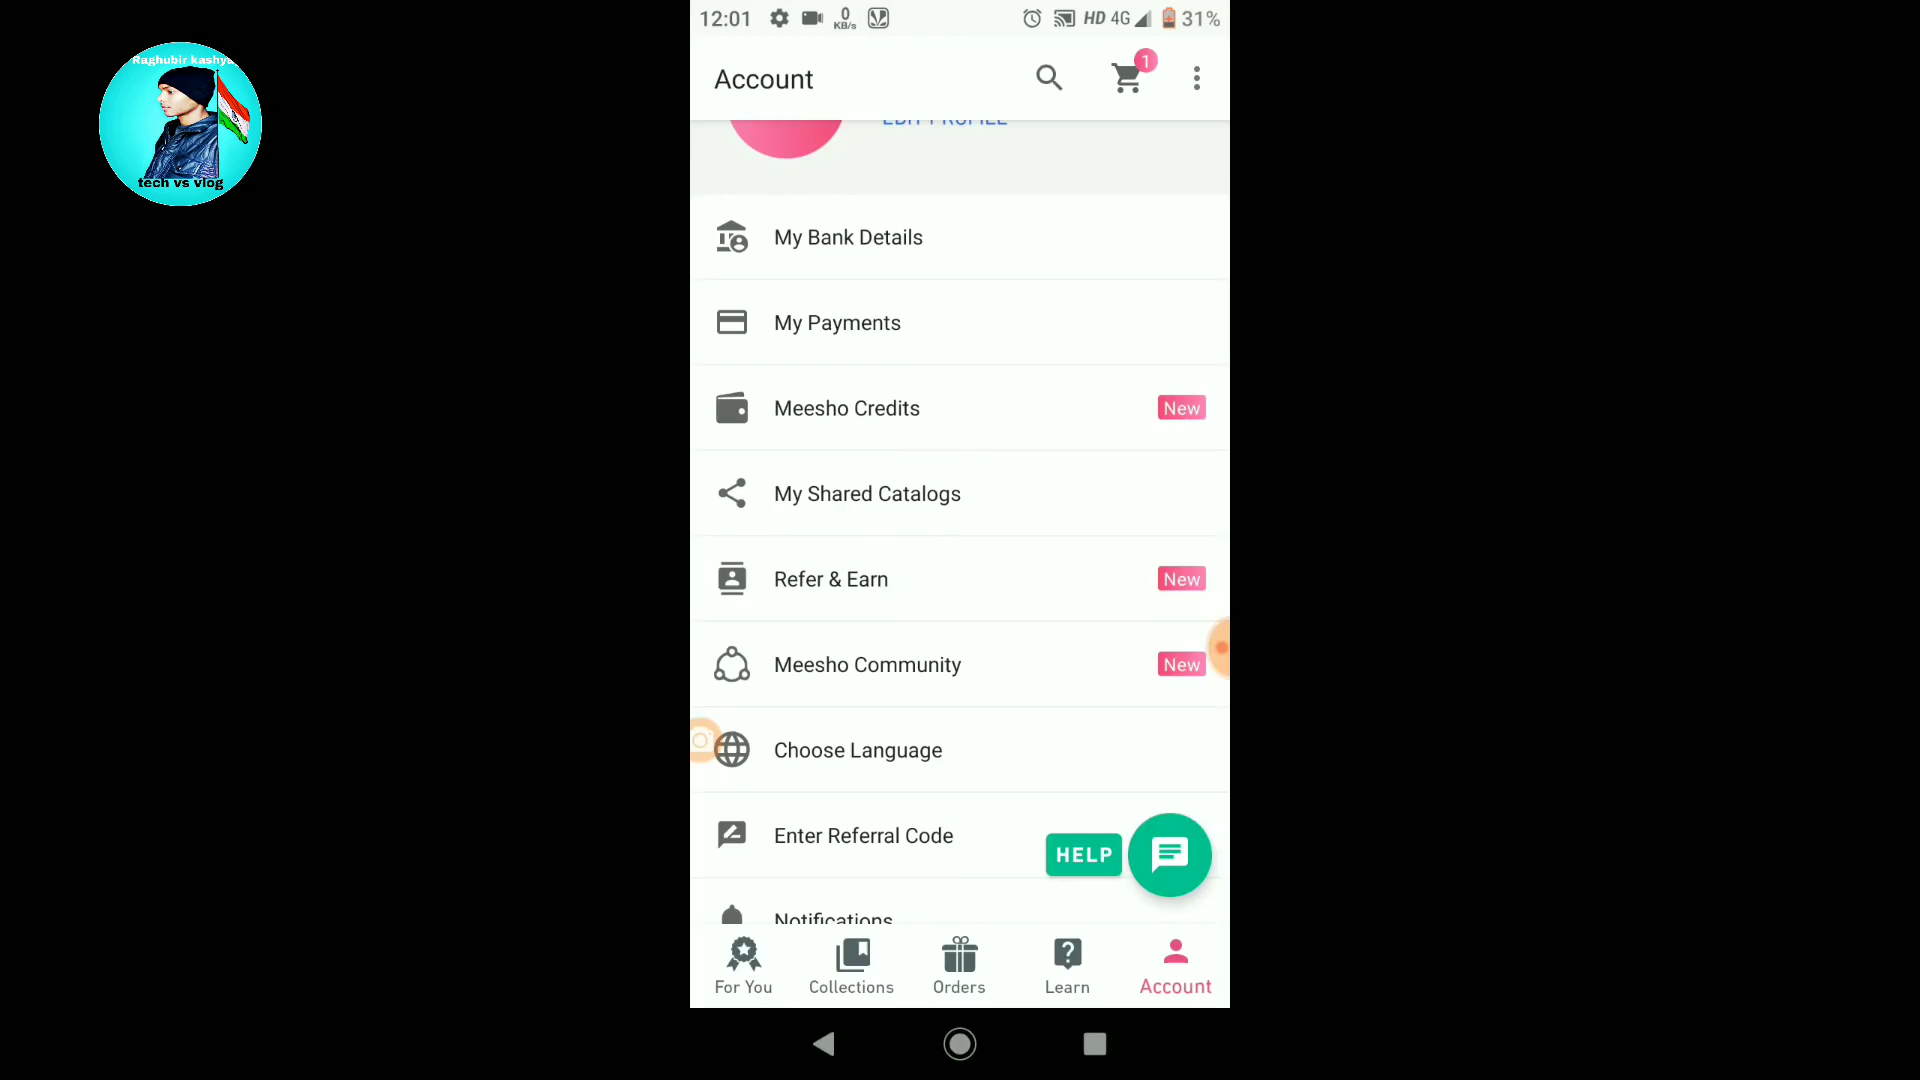 Raghubir kashya
tech vs vlog
12:01 0 KB/s HD 4G 31%
Account 1
EDIT PROFILE
My Bank Details
My Payments
Meesho Credits New
My Shared Catalogs
Refer & Earn New
Meesho Community New
Choose Language
Enter Referral Code
HELP
Notifications
For You Collections Orders Learn Account